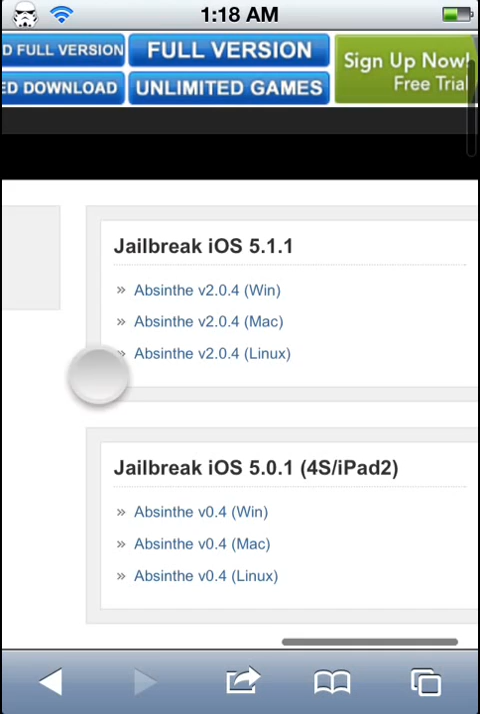 1:18 AM
D FULL VERSION
FULL VERSION
Sign Up Now!
Free Trial
ED DOWNLOAD
UNLIMITED GAMES
Jailbreak iOS 5.1.1
» Absinthe v2.0.4 (Win)
» Absinthe v2.0.4 (Mac)
» Absinthe v2.0.4 (Linux)
Jailbreak iOS 5.0.1 (4S/iPad2)
» Absinthe v0.4 (Win)
» Absinthe v0.4 (Mac)
» Absinthe v0.4 (Linux)